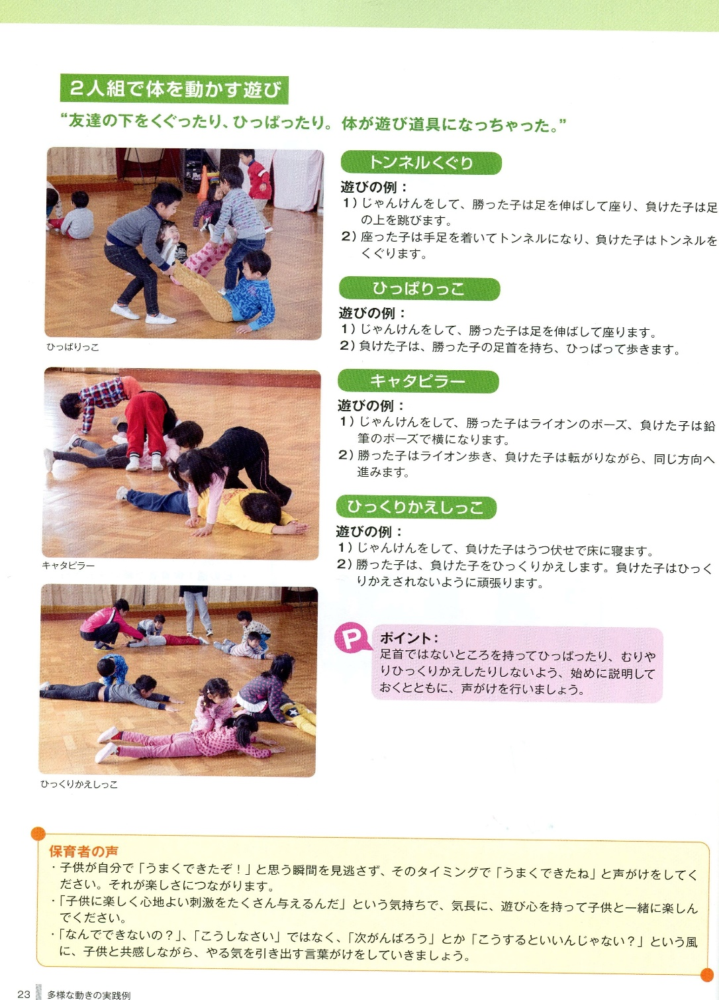 2人組で体を動かす遊び
“友達の下をくぐったり、ひっぱったり。体が遊び道具になっちゃった。”
ひっぱりっこ
キャタピラー
ひっくりかえしっこ
トンネルくぐり
遊びの例：
1）じゃんけんをして、勝った子は足を伸ばして座り、負けた子は足
の上を跳びます。
2）座った子は手足を着いてトンネルになり、負けた子はトンネルを
くぐります。
ひっぱりっこ
遊びの例：
1）じゃんけんをして、勝った子は足を伸ばして座ります。
2）負けた子は、勝った子の足首を持ち、ひっぱって歩きます。
キャタピラー
遊びの例：
1）じゃんけんをして、勝った子はライオンのポーズ、負けた子は鉛
筆のポーズで横になります。
2）勝った子はライオン歩き、負けた子は転がりながら、同じ方向へ
進みます。
ひっくりかえしっこ
遊びの例：
1）じゃんけんをして、負けた子はうつ伏せで床に寝ます。
2）勝った子は、負けた子をひっくりかえします。負けた子はひっく
りかえされないように頑張ります。
P
ポイント：
足首ではないところを持ってひっぱったり、むりや
りひっくりかえしたりしないよう、始めに説明して
おくとともに、声がけを行いましょう。
保育者の声
・子供が自分で「うまくできたぞ！」と思う瞬間を見逃さず、そのタイミングで「うまくできたね」と声がけをしてく
ださい。それが楽しさにつながります。
・「子供に楽しく心地よい刺激をたくさん与えるんだ」という気持ちで、気長に、遊び心を持って子供と一緒に楽しん
でください。
・「なんでできないの？」、「こうしなさい」ではなく、「次がんばろう」とか「こうするといいんじゃない？」という風
に、子供と共感しながら、やる気を引き出す言葉がけをしていきましょう。
23 多様な動きの実践例